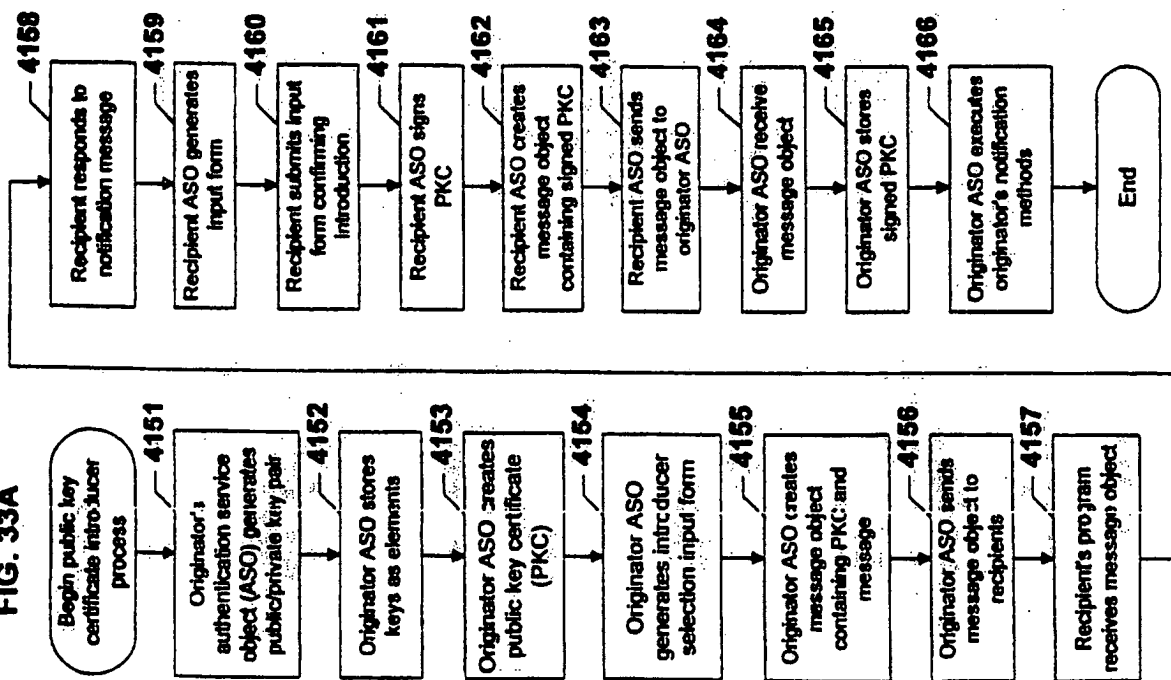 FIG. 33A
Begin public key
certificate introducer
process
4151
Originator's
authentication service
object (ASO) generates
public/private key pair
4152
Originator ASO stores
keys as elements
4153
Originator ASO creates
public key certificate
(PKC)
4154
Originator ASO
generates introducer
selection input form
4155
Originator ASO creates
message object
containing PKC and
message
4156
Originator ASO sends
message object to
recipients
4157
Recipient's program
receives message object
4158
Recipient responds to
notification message
4159
Recipient ASO generates
input form
4160
Recipient submits input
form confirming
Introduction
4161
Recipient ASO signs
PKC
4162
Recipient ASO creates
message object
containing signed PKC
4163
Recipient ASO sends
message object to
originator ASO
4164
Originator ASO receive
message object
4165
Originator ASO stores
signed PKC
4166
Originator ASO executes
originator's notification
methods
End